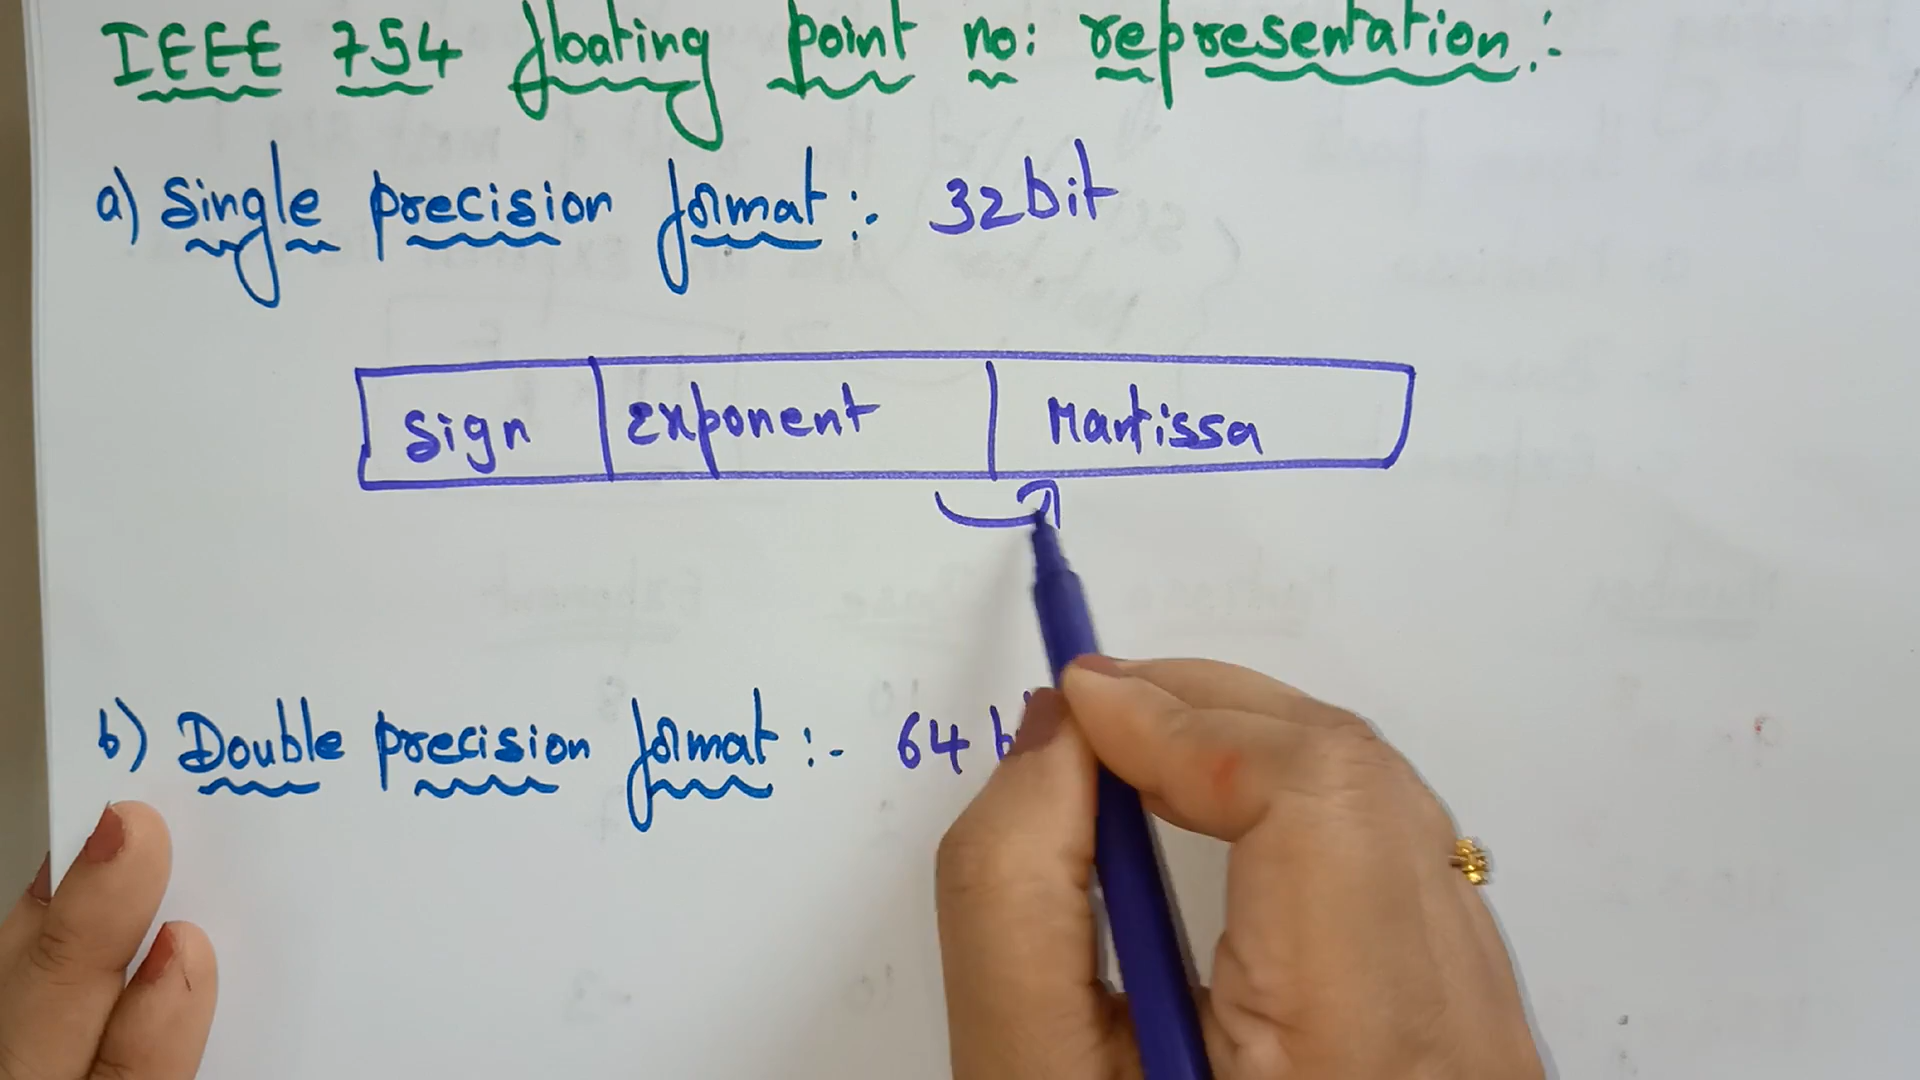 IEEE 754 floating point no: representation:
a) Single precision format:- 32bit
Sign exponent Mantissa
b) Double precision format:- 64